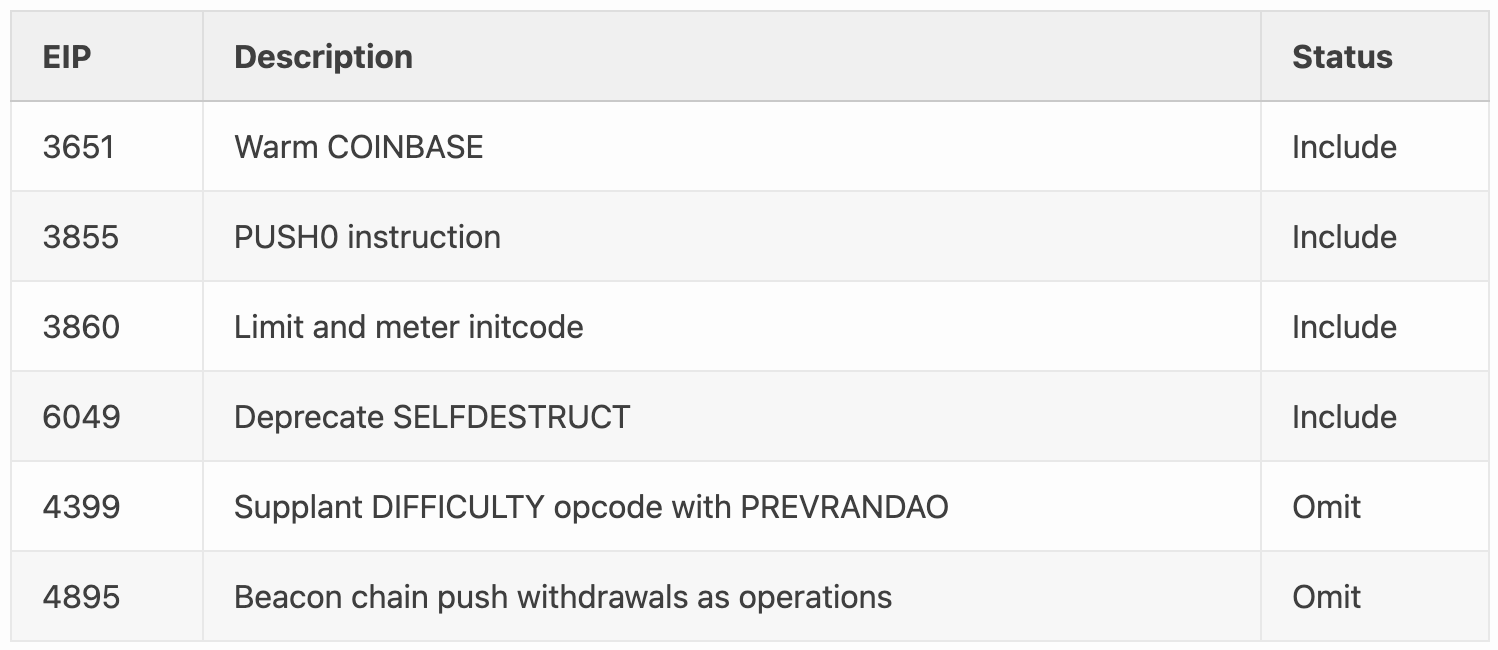 EIP Description Status
3651 Warm COINBASE Include
3855 PUSH0 instruction Include
3860 Limit and meter initcode Include
6049 Deprecate SELFDESTRUCT Include
4399 Supplant DIFFICULTY opcode with PREVRANDAO Omit
4895 Beacon chain push withdrawals as operations Omit